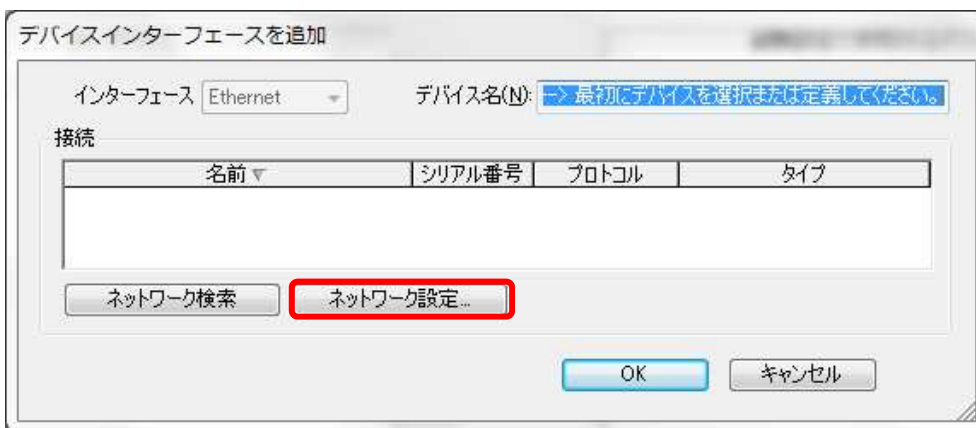 デバイスインターフェースを追加
インターフェース Ethernet デバイス名(N): -> 最初にデバイスを選択または定義してください。
接続
名前 シリアル番号 プロトコル タイプ
ネットワーク検索 ネットワーク設定...
OK キャンセル